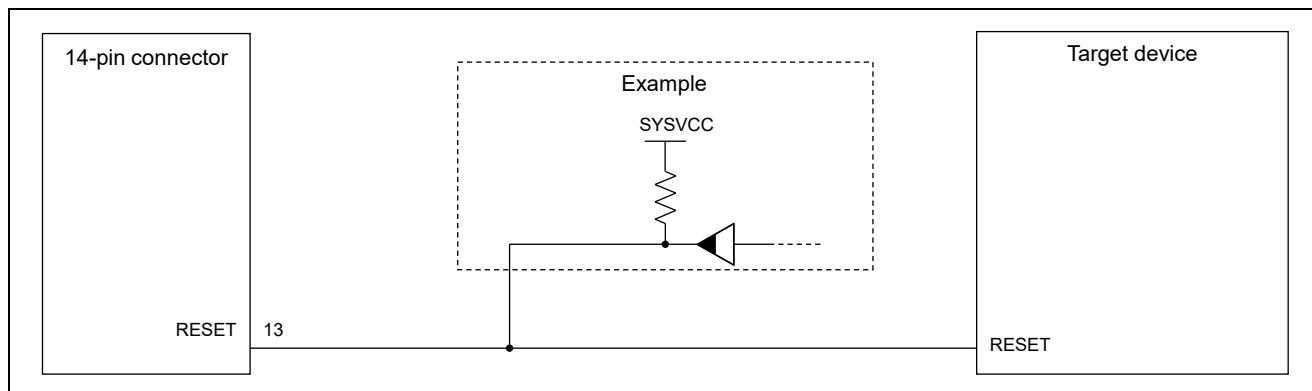 14-pin connector
Target device
Example
SYSVCC
RESET 13
RESET